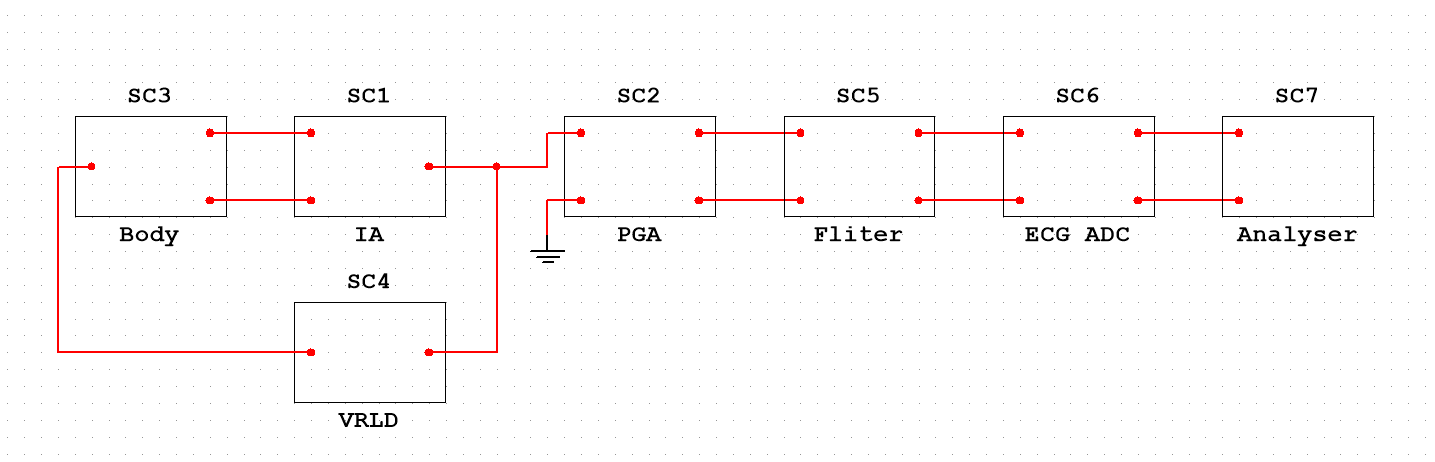 SC3 SC1 SC2 SC5 SC6 SC7
Body IA PGA Fliter ECG ADC Analyser
SC4
VRLD